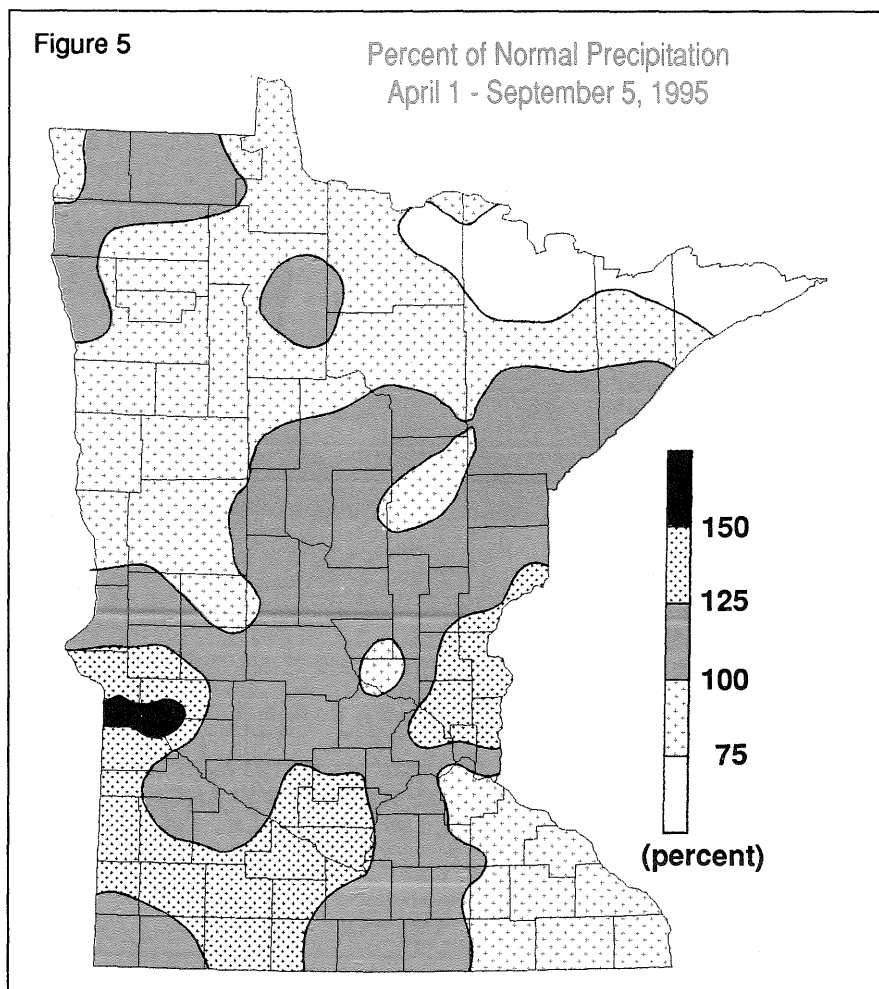 Figure 5
Percent of Normal Precipitation
April 1 - September 5, 1995
150
125
100
75
(percent)